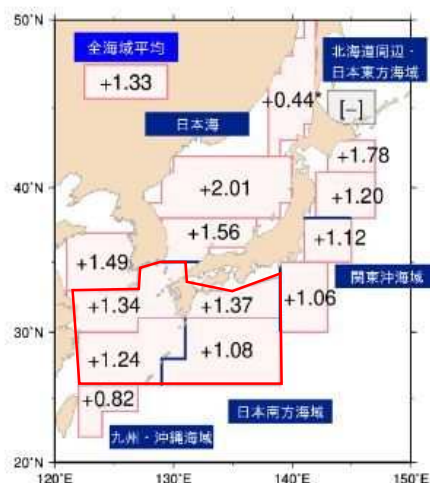 50°N
全海域平均
+1.33
北海道周辺・
日本東方海域
+0.44*
[−]
日本海
+1.78
+2.01
40°N
+1.20
+1.56
+1.12
+1.49
関東沖海域
+1.34
+1.37
+1.06
30°N
+1.24
+1.08
+0.82
日本南方海域
九州・沖縄海域
20°N
120°E
130°E
140°E
150°E